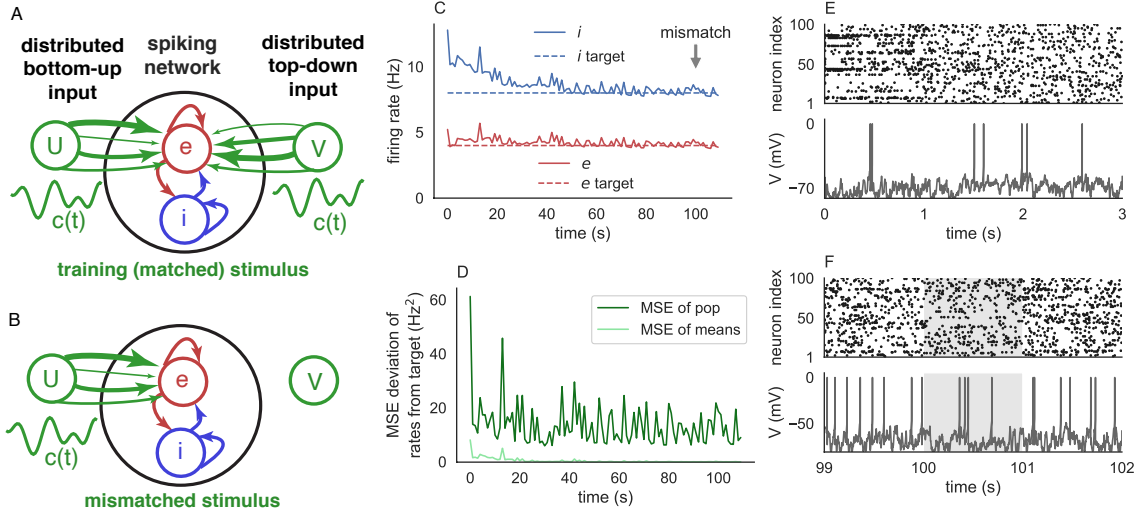 A
distributed
bottom-up
input
spiking
network
distributed
top-down
input
U
e
V
i
c(t)
c(t)
training (matched) stimulus
B
U
e
V
i
c(t)
mismatched stimulus
C
firing rate (Hz)
10
5
0
i
i target
mismatch
e
e target
0 20 40 60 80 100
time (s)
D
MSE deviation of
rates from target (Hz²)
60
40
20
0
MSE of pop
MSE of means
0 20 40 60 80 100
time (s)
E
neuron index
100
50
1
V (mV)
0
−70
0 1 2 3
time (s)
F
neuron index
100
50
1
V (mV)
0
−50
99 100 101 102
time (s)